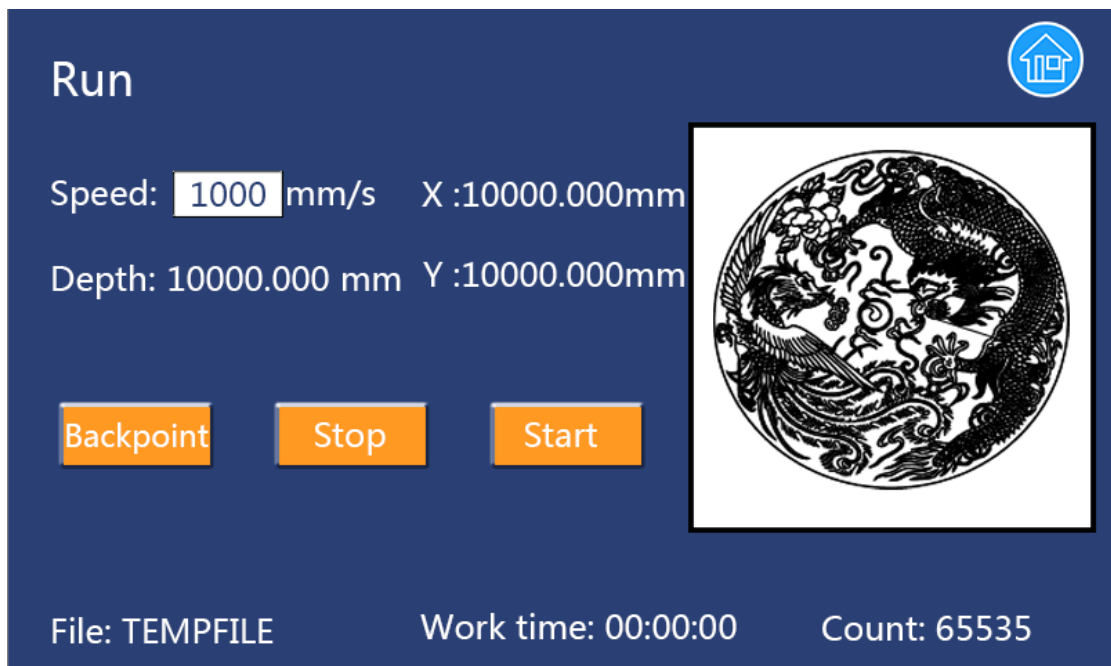 Run
Speed: 1000 mm/s X :10000.000mm
Depth: 10000.000 mm Y :10000.000mm
Backpoint Stop Start
File: TEMPFILE Work time: 00:00:00 Count: 65535